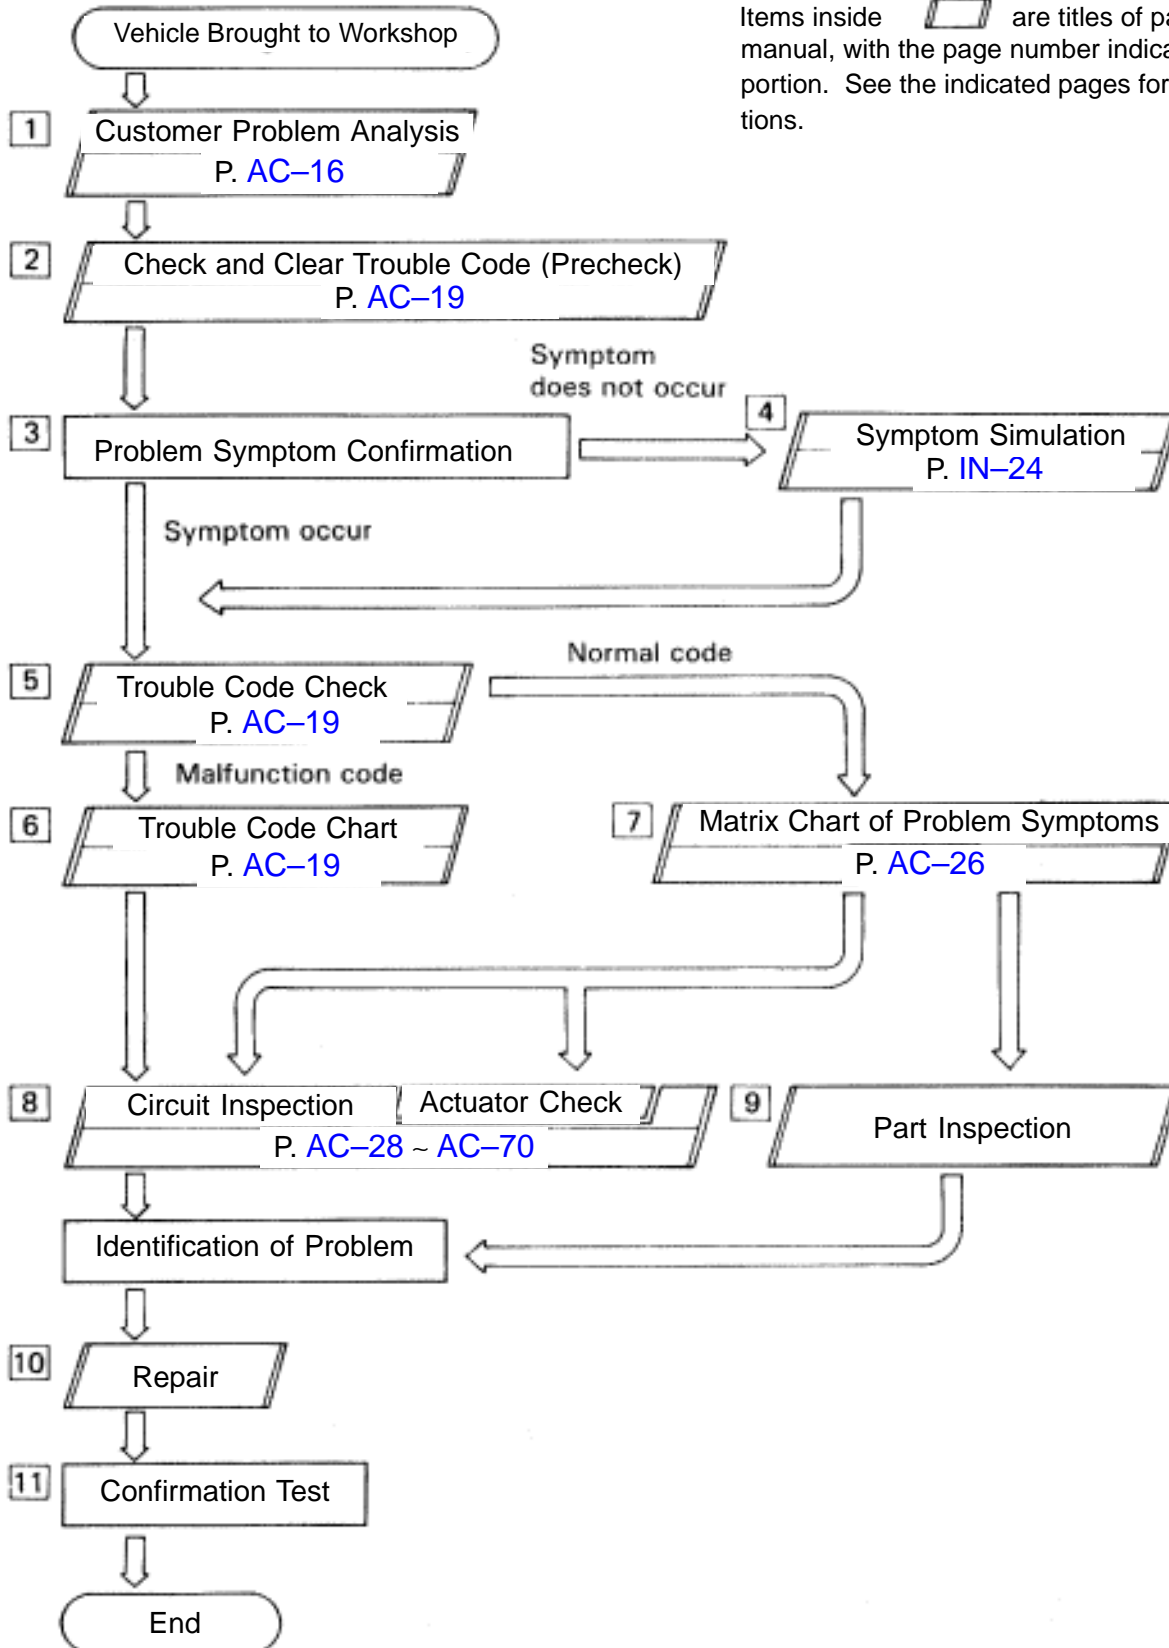 Vehicle Brought to Workshop
Items inside are titles of
manual, with the page number
portion. See the indicated pages for
tions.
1
Customer Problem Analysis
P. AC–16
2
Check and Clear Trouble Code (Precheck)
P. AC–19
Symptom
does not occur
3
Problem Symptom Confirmation
4
Symptom Simulation
P. IN–24
Symptom occur
Normal code
5
Trouble Code Check
P. AC–19
Malfunction code
6
Trouble Code Chart
P. AC–19
7
Matrix Chart of Problem Symptoms
P. AC–26
8
Circuit Inspection
Actuator Check
P. AC–28 ~ AC–70
9
Part Inspection
Identification of Problem
10
Repair
11
Confirmation Test
End